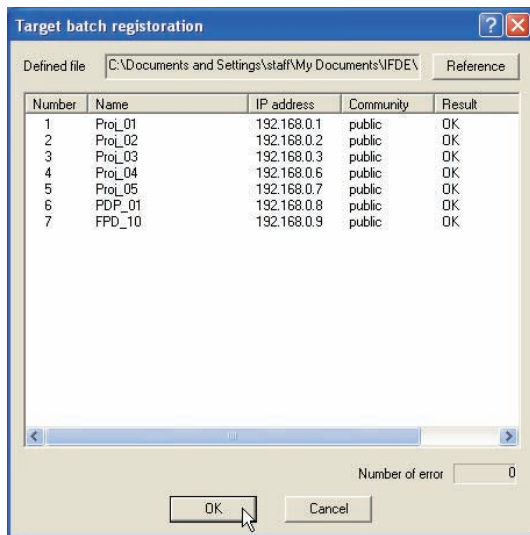 Target batch registoration
Defined file C:\Documents and Settings\staff\My Documents\IFDE\ Reference
Number Name IP address Community Result
1 Proj_01 192.168.0.1 public OK
2 Proj_02 192.168.0.2 public OK
3 Proj_03 192.168.0.3 public OK
4 Proj_04 192.168.0.6 public OK
5 Proj_05 192.168.0.7 public OK
6 PDP_01 192.168.0.8 public OK
7 FPD_10 192.168.0.9 public OK
Number of error 0
OK Cancel